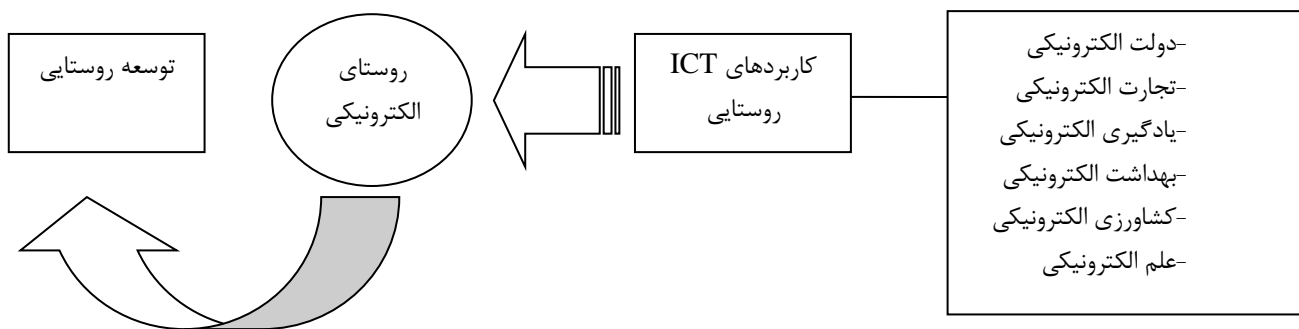 -دولت الکترونیکی
-تجارت الکترونیکی
-یادگیری الکترونیکی
-بهداشت الکترونیکی
-کشاورزی الکترونیکی
-علم الکترونیکی
کاربردهای ICT
روستایی
روستای
الکترونیکی
توسعه روستایی